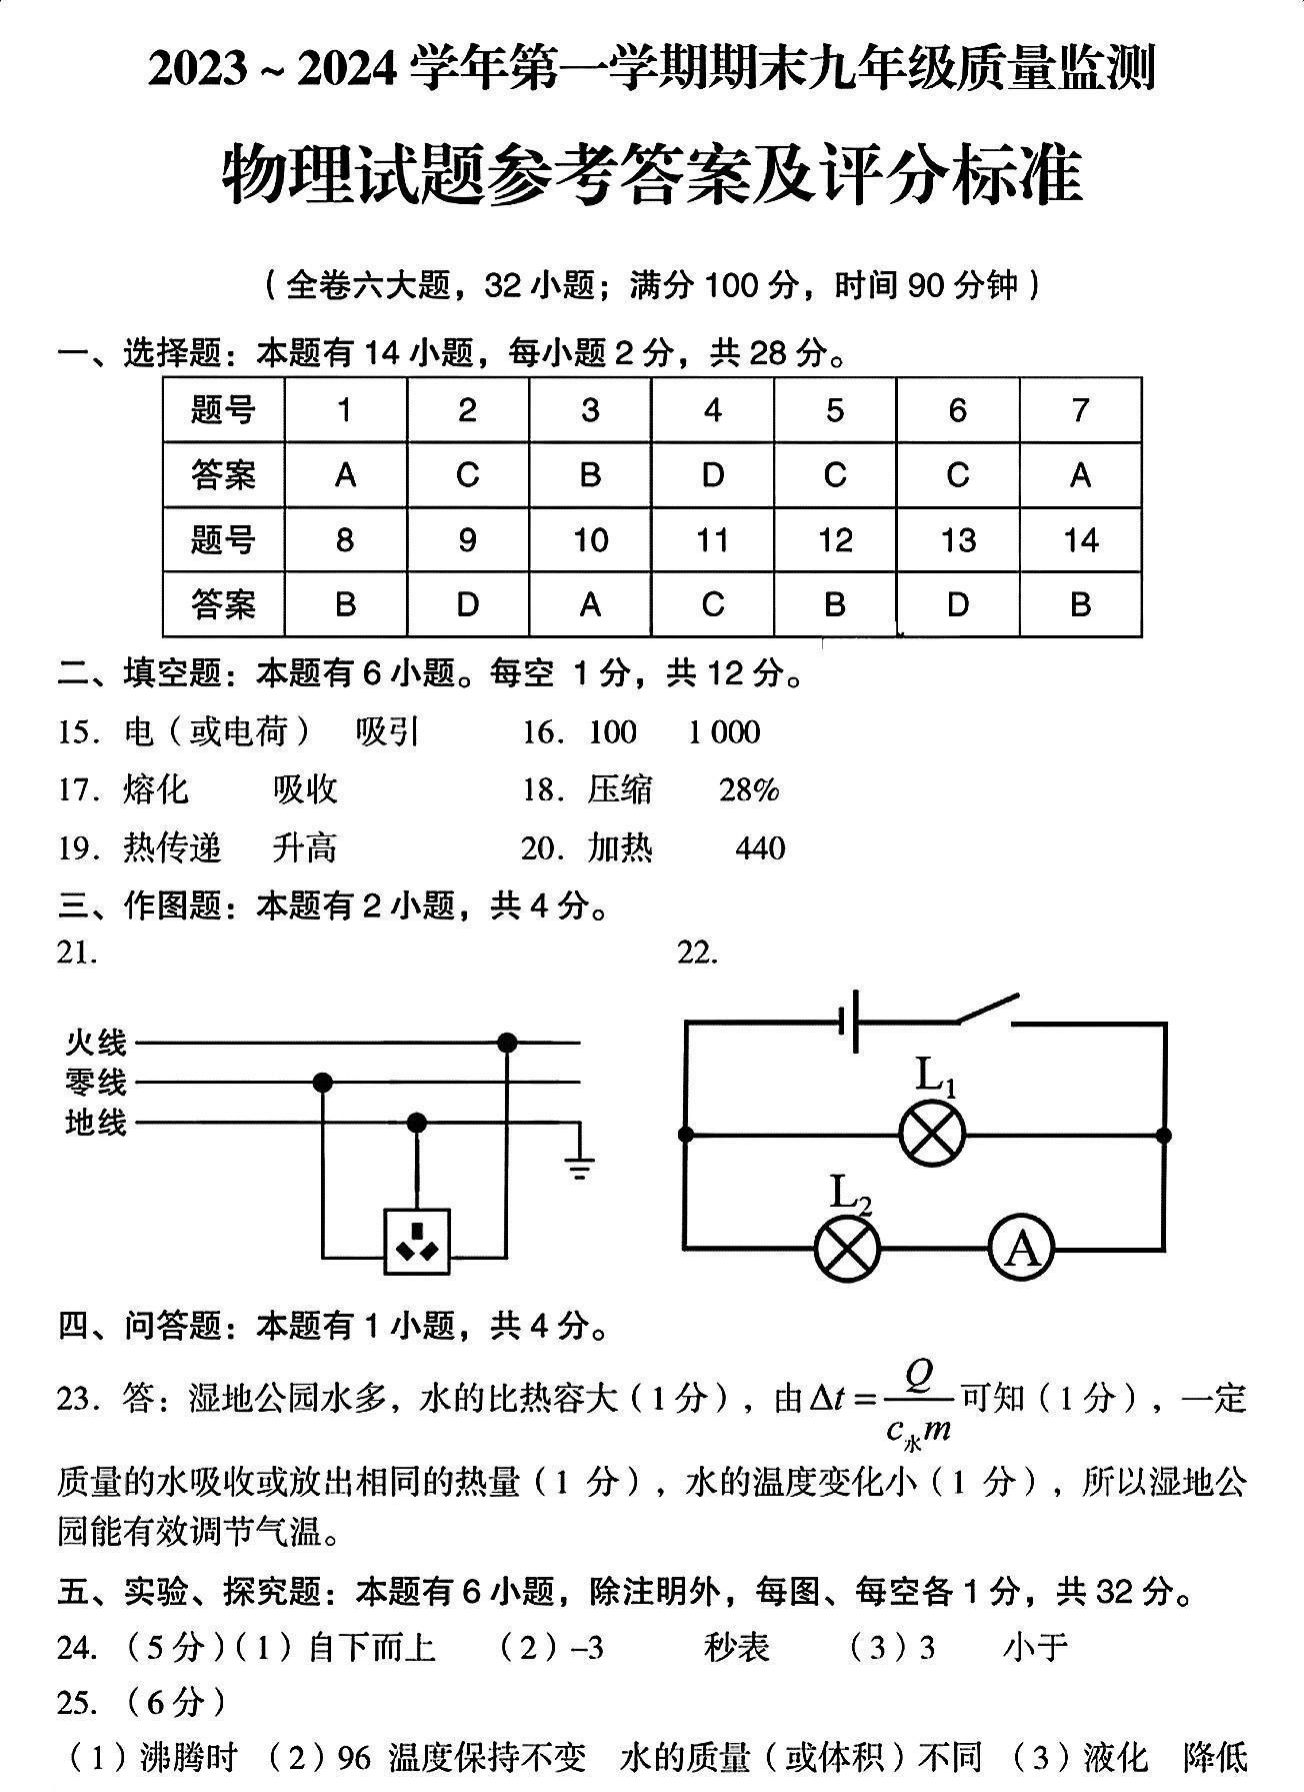 2023～2024学年第一学期期末九年级质量监测
物理试题参考答案及评分标准
（全卷六大题，32小题；满分100分，时间90分钟）
一、选择题：本题有14小题，每小题2分，共28分。
题号 1 2 3 4 5 6 7
答案 A C B D C C A
题号 8 9 10 11 12 13 14
答案 B D A C B D B
二、填空题：本题有6小题。每空 1分，共12分。
15. 电（或电荷） 吸引 16. 100 1 000
17. 熔化 吸收 18. 压缩 28%
19. 热传递 升高 20. 加热 440
三、作图题：本题有2小题，共4分。
21. 22.
火线
零线
地线
L₁
L₂
A
四、问答题：本题有1小题，共4分。
23. 答：湿地公园水多，水的比热容大（1分），由Δt=Q/(c水m)可知（1分），一定
质量的水吸收或放出相同的热量（1 分），水的温度变化小（1 分），所以湿地公
园能有效调节气温。
五、实验、探究题：本题有6小题，除注明外，每图、每空各1分，共32分。
24.（5分）（1）自下而上 （2）–3 秒表 （3）3 小于
25.（6分）
（1）沸腾时 （2）96 温度保持不变 水的质量（或体积）不同 （3）液化 降低